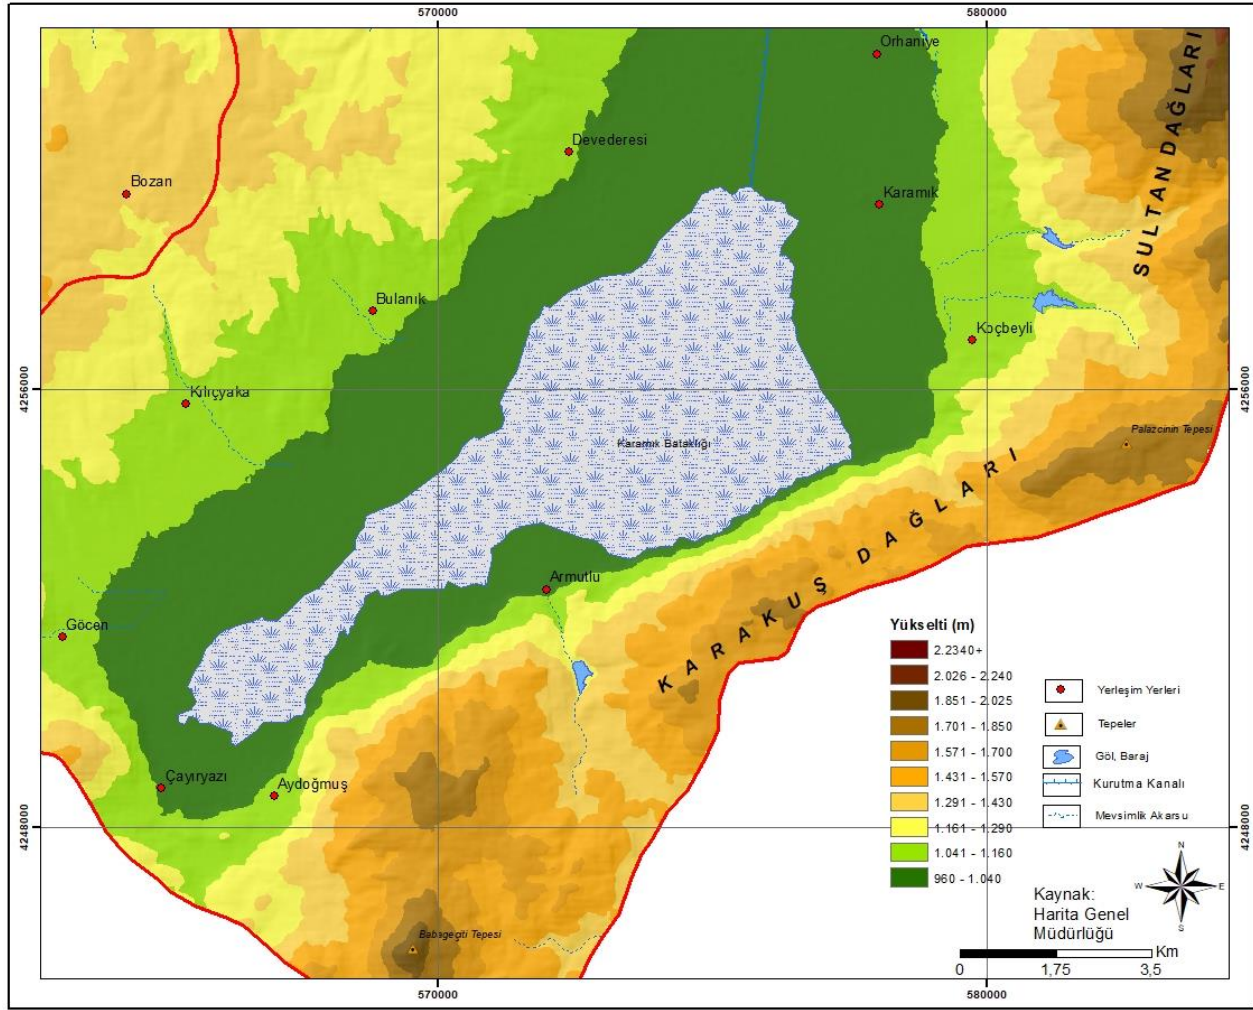 570000
580000
Orhaniye
SULTAN DAĞLARI
Devederesi
Bozan
Karamık
Bulanık
Koçbeyli
4256000
4256000
Kılıçyaka
Palazcinin Tepesi
Karamık Bataklığı
KARAKUŞ DAĞLARI
Armutlu
Göcen
Çayıryazı
Aydoğmuş
Babageçiti Tepesi
Yükselti (m)
2.2340+
2.026 - 2.240
1.851 - 2.025
1.701 - 1.850
1.571 - 1.700
1.431 - 1.570
1.291 - 1.430
1.161 - 1.290
1.041 - 1.160
960 - 1.040
Yerleşim Yerleri
Tepeler
Göl, Baraj
Kurutma Kanalı
Mevsimlik Akarsu
4248000
4248000
N
W
E
S
Kaynak:
Harita Genel
Müdürlüğü
Km
0 1,75 3,5
570000
580000